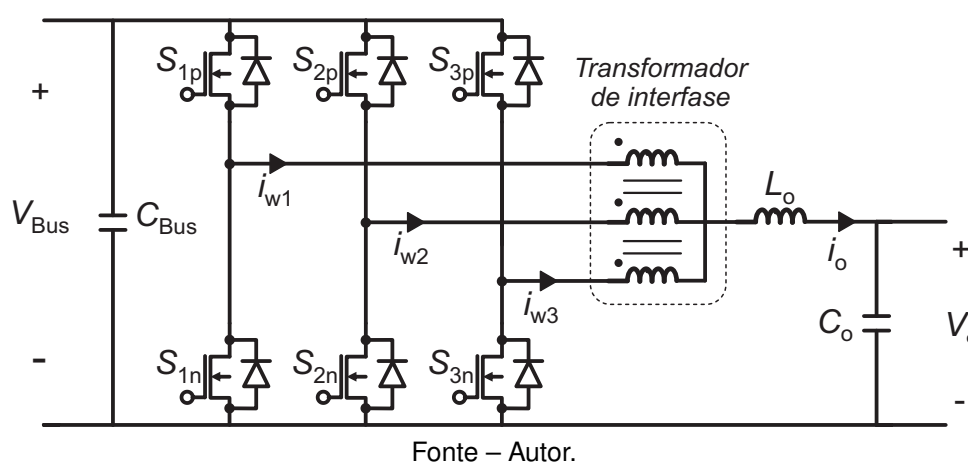 S1p
S2p
S3p
Transformador
de interfase
+
iw1
Lo
VBus
CBus
iw2
io
+
iw3
Co
-
S1n
S2n
S3n
-
Fonte – Autor.